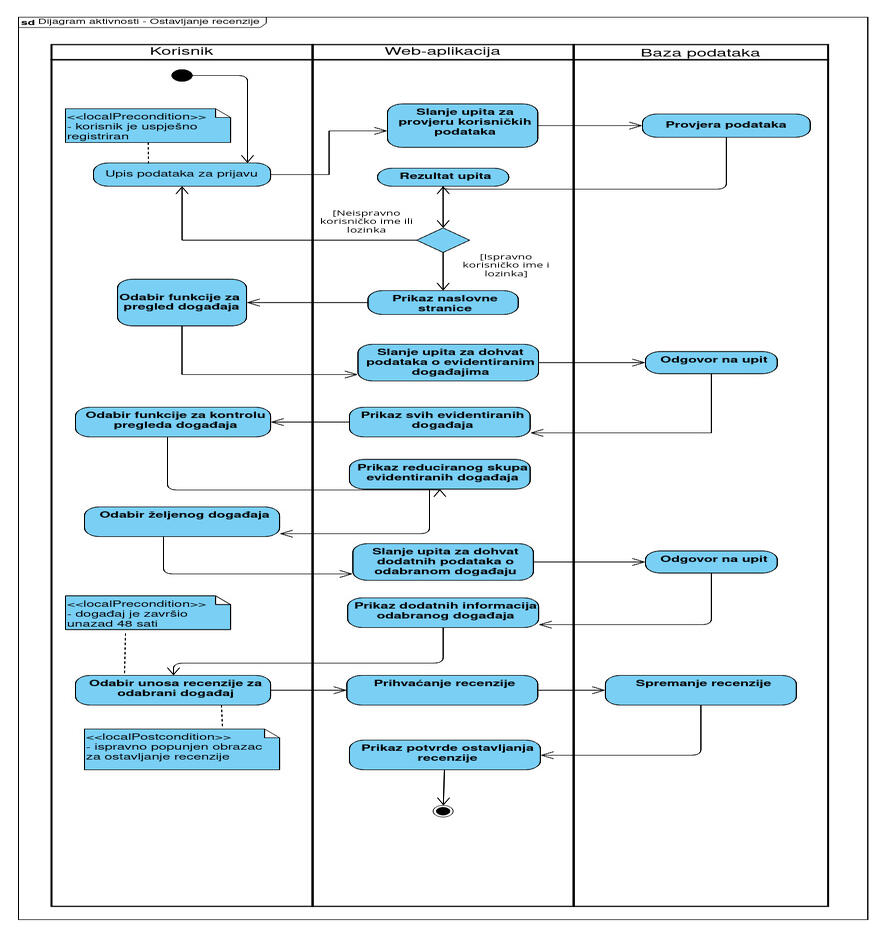 sd Dijagram aktivnosti - Ostavljanje recenzije
Korisnik
Web-aplikacija
Baza podataka
<<localPrecondition>>
- korisnik je uspješno
registriran
Slanje upita za
provjeru korisničkih
podataka
Provjera podataka
Upis podataka za prijavu
Rezultat upita
[Neispravno
korisničko ime ili
lozinka
[Ispravno
korisničko ime i
lozinka]
Odabir funkcije za
pregled događaja
Prikaz naslovne
stranice
Slanje upita za dohvat
podataka o evidentiranim
događajima
Odgovor na upit
Odabir funkcije za kontrolu
pregleda događaja
Prikaz svih evidentiranih
događaja
Prikaz reduciranog skupa
evidentiranih događaja
Odabir željenog događaja
Slanje upita za dohvat
dodatnih podataka o
odabranom događaju
Odgovor na upit
<<localPrecondition>>
- događaj je završio
unazad 48 sati
Prikaz dodatnih informacija
odabranog događaja
Odabir unosa recenzije za
odabrani događaj
Prihvaćanje recenzije
Spremanje recenzije
<<localPostcondition>>
- ispravno popunjen obrazac
za ostavljanje recenzije
Prikaz potvrde ostavljanja
recenzije